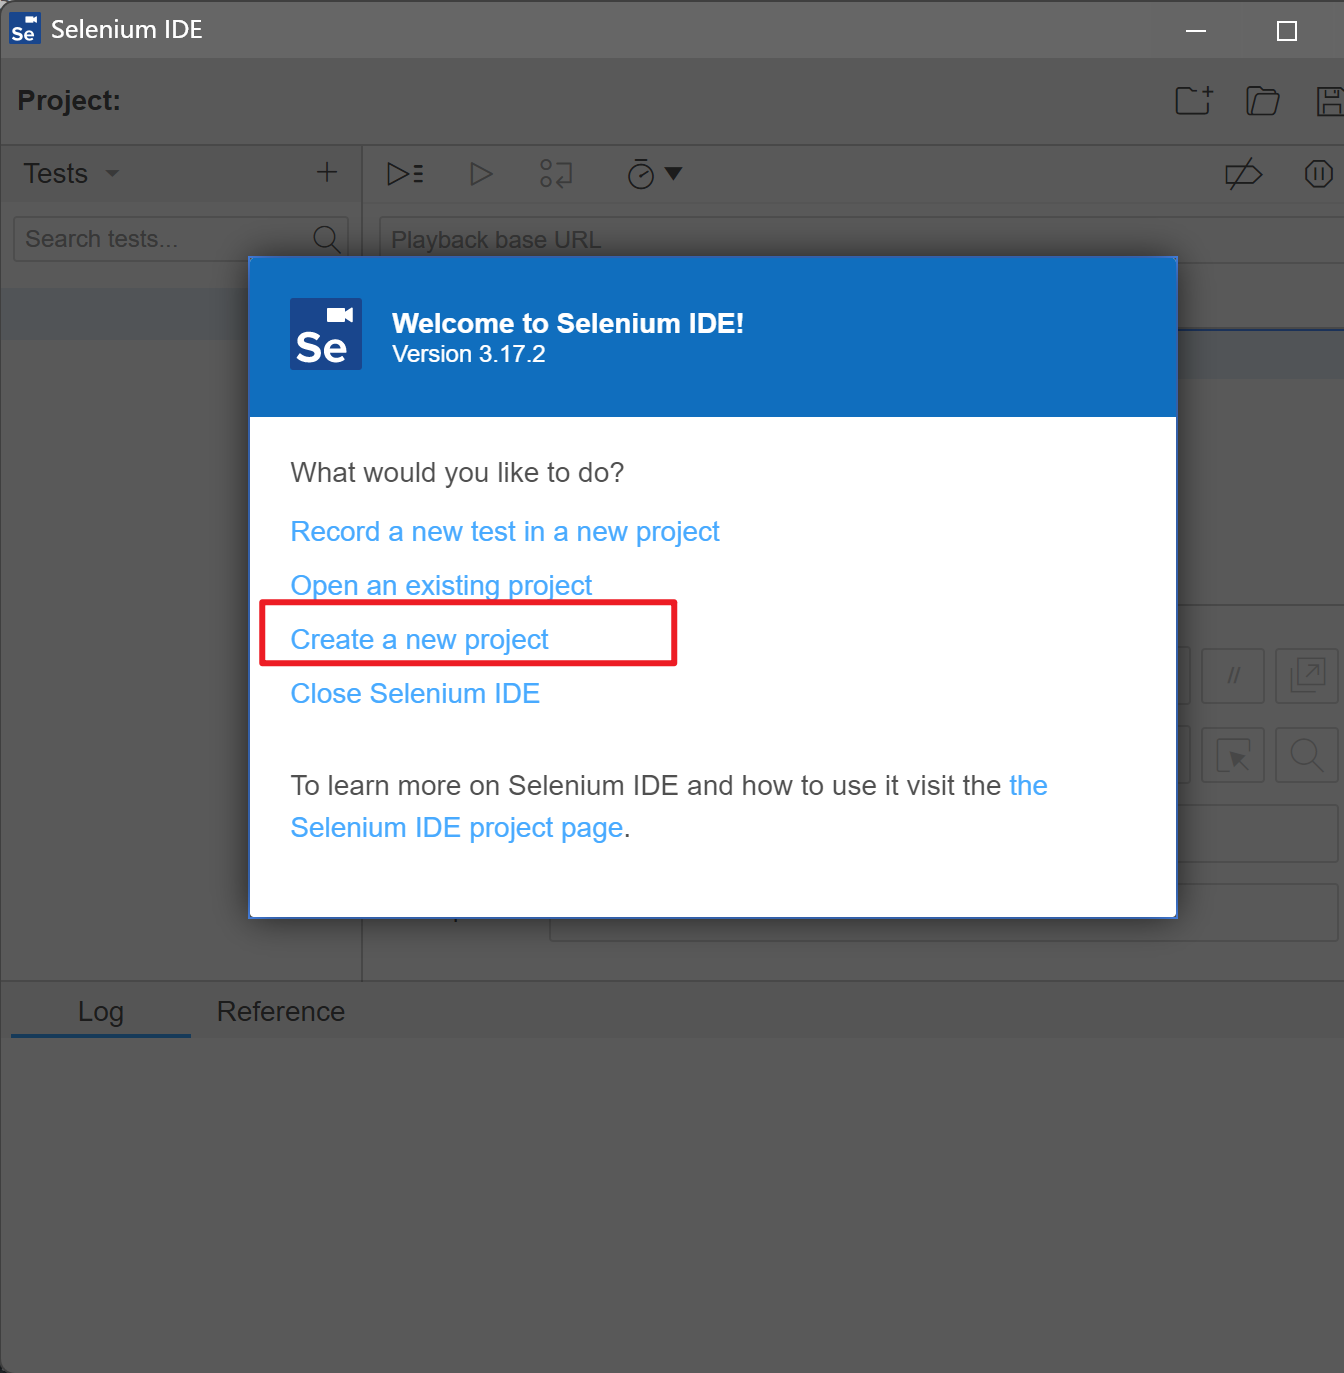 Se
Selenium IDE
Project:
Tests
Search tests...
Playback base URL
Se
Welcome to Selenium IDE!
Version 3.17.2
What would you like to do?
Record a new test in a new project
Open an existing project
Create a new project
Close Selenium IDE
//
To learn more on Selenium IDE and how to use it visit the the
Selenium IDE project page.
Log
Reference